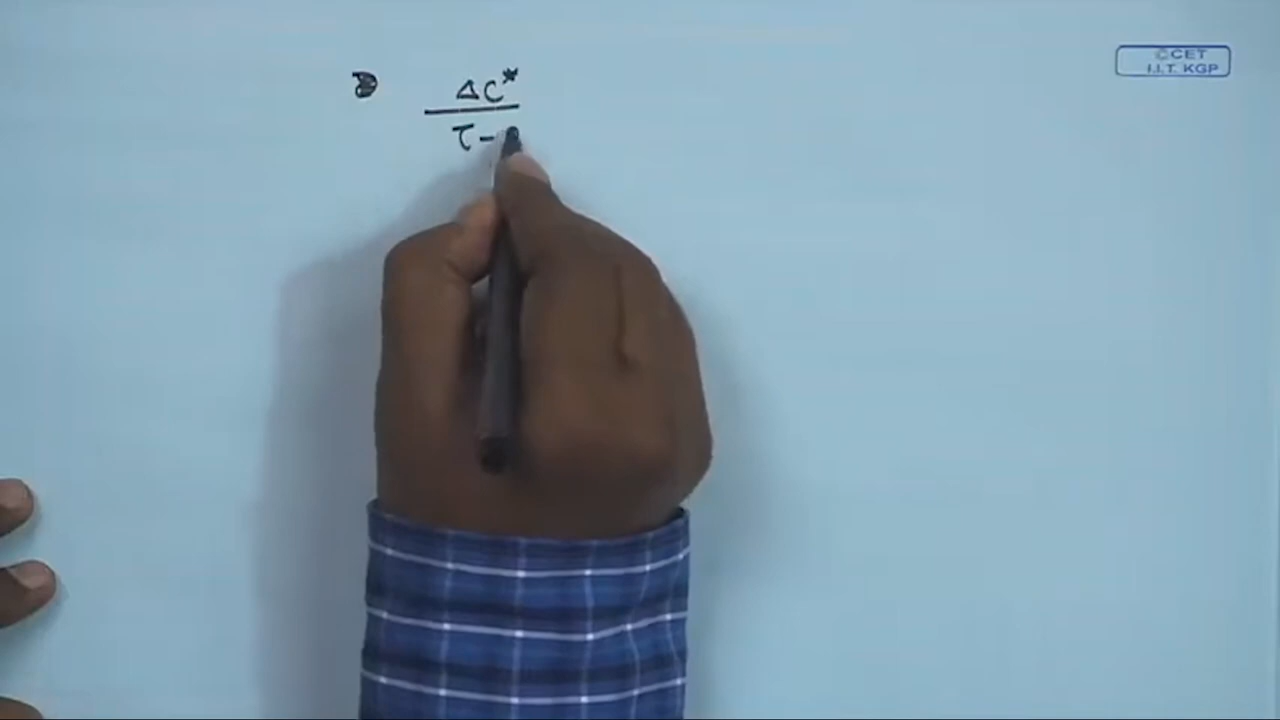 ©CET
I.I.T. KGP
ΔC*
τ-